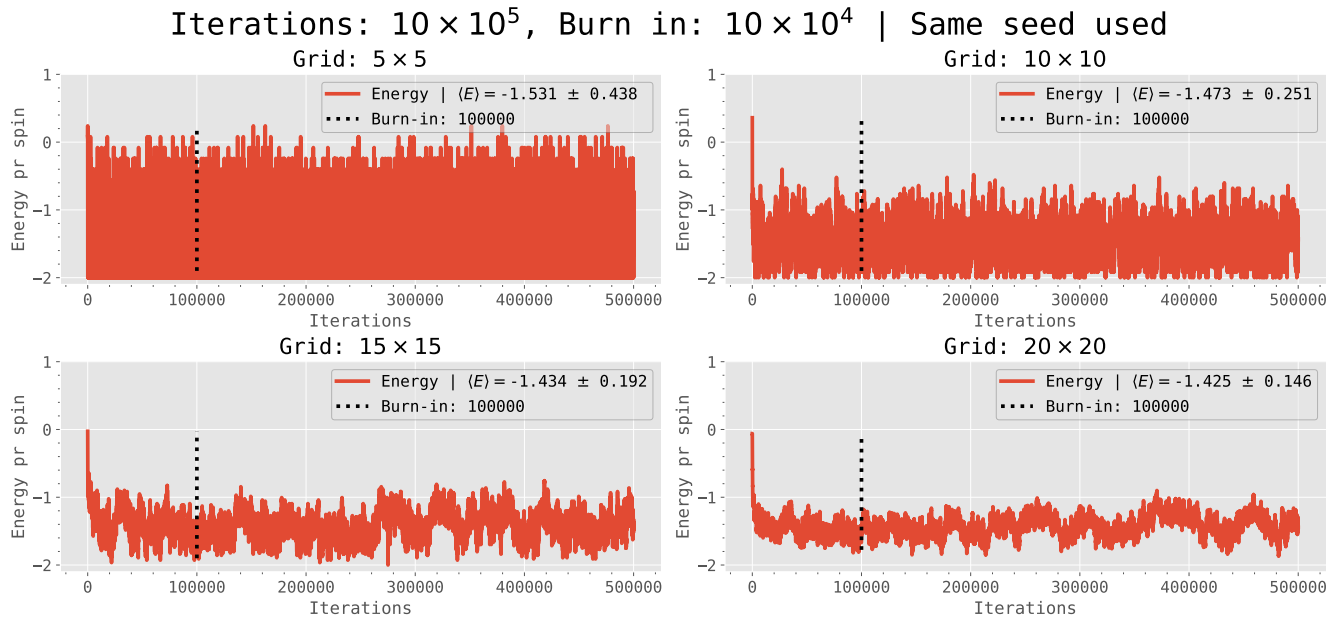 Iterations: 10 × 10⁵, Burn in: 10 × 10⁴ | Same seed used
Grid: 5 × 5
Energy | ⟨E⟩ = -1.531 ± 0.438
Burn-in: 100000
Energy pr spin
1
0
−1
−2
0 100000 200000 300000 400000 500000
Iterations
Grid: 10 × 10
Energy | ⟨E⟩ = -1.473 ± 0.251
Burn-in: 100000
Energy pr spin
1
0
−1
−2
0 100000 200000 300000 400000 500000
Iterations
Grid: 15 × 15
Energy | ⟨E⟩ = -1.434 ± 0.192
Burn-in: 100000
Energy pr spin
1
0
−1
−2
0 100000 200000 300000 400000 500000
Iterations
Grid: 20 × 20
Energy | ⟨E⟩ = -1.425 ± 0.146
Burn-in: 100000
Energy pr spin
1
0
−1
−2
0 100000 200000 300000 400000 500000
Iterations